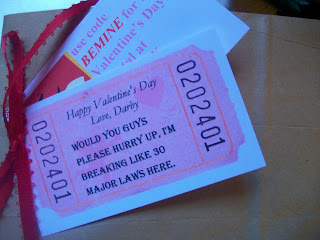 use code
BEMINE for
Valentine's Day
at
Happy Valentine's Day
Love, Darby
WOULD YOU GUYS
PLEASE HURRY UP, I'M
BREAKING LIKE 30
MAJOR LAWS HERE.
0202401
0202401